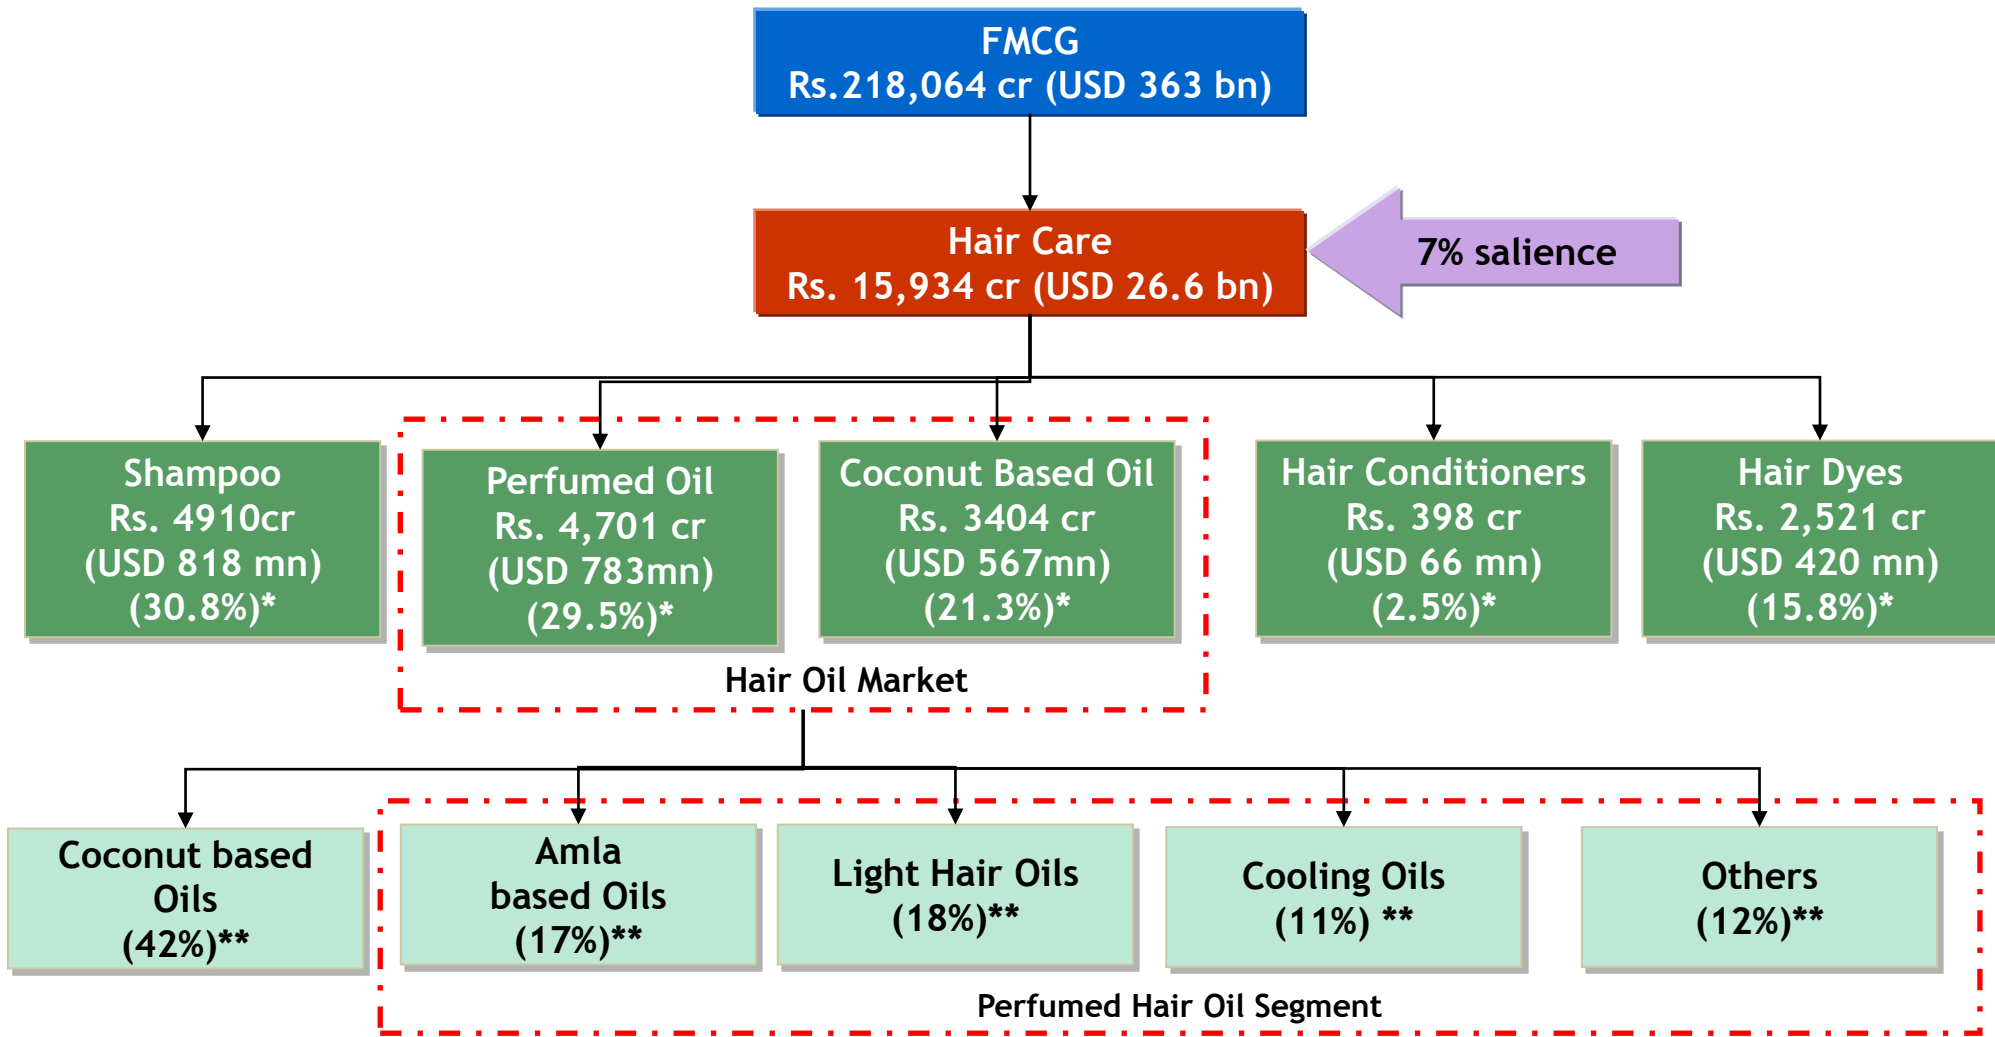 FMCG
Rs.218,064 cr (USD 363 bn)
Hair Care
Rs. 15,934 cr (USD 26.6 bn)
7% salience
Shampoo
Rs. 4910cr
(USD 818 mn)
(30.8%)*
Perfumed Oil
Rs. 4,701 cr
(USD 783mn)
(29.5%)*
Coconut Based Oil
Rs. 3404 cr
(USD 567mn)
(21.3%)*
Hair Conditioners
Rs. 398 cr
(USD 66 mn)
(2.5%)*
Hair Dyes
Rs. 2,521 cr
(USD 420 mn)
(15.8%)*
Hair Oil Market
Coconut based
Oils
(42%)**
Amla
based Oils
(17%)**
Light Hair Oils
(18%)**
Cooling Oils
(11%) **
Others
(12%)**
Perfumed Hair Oil Segment